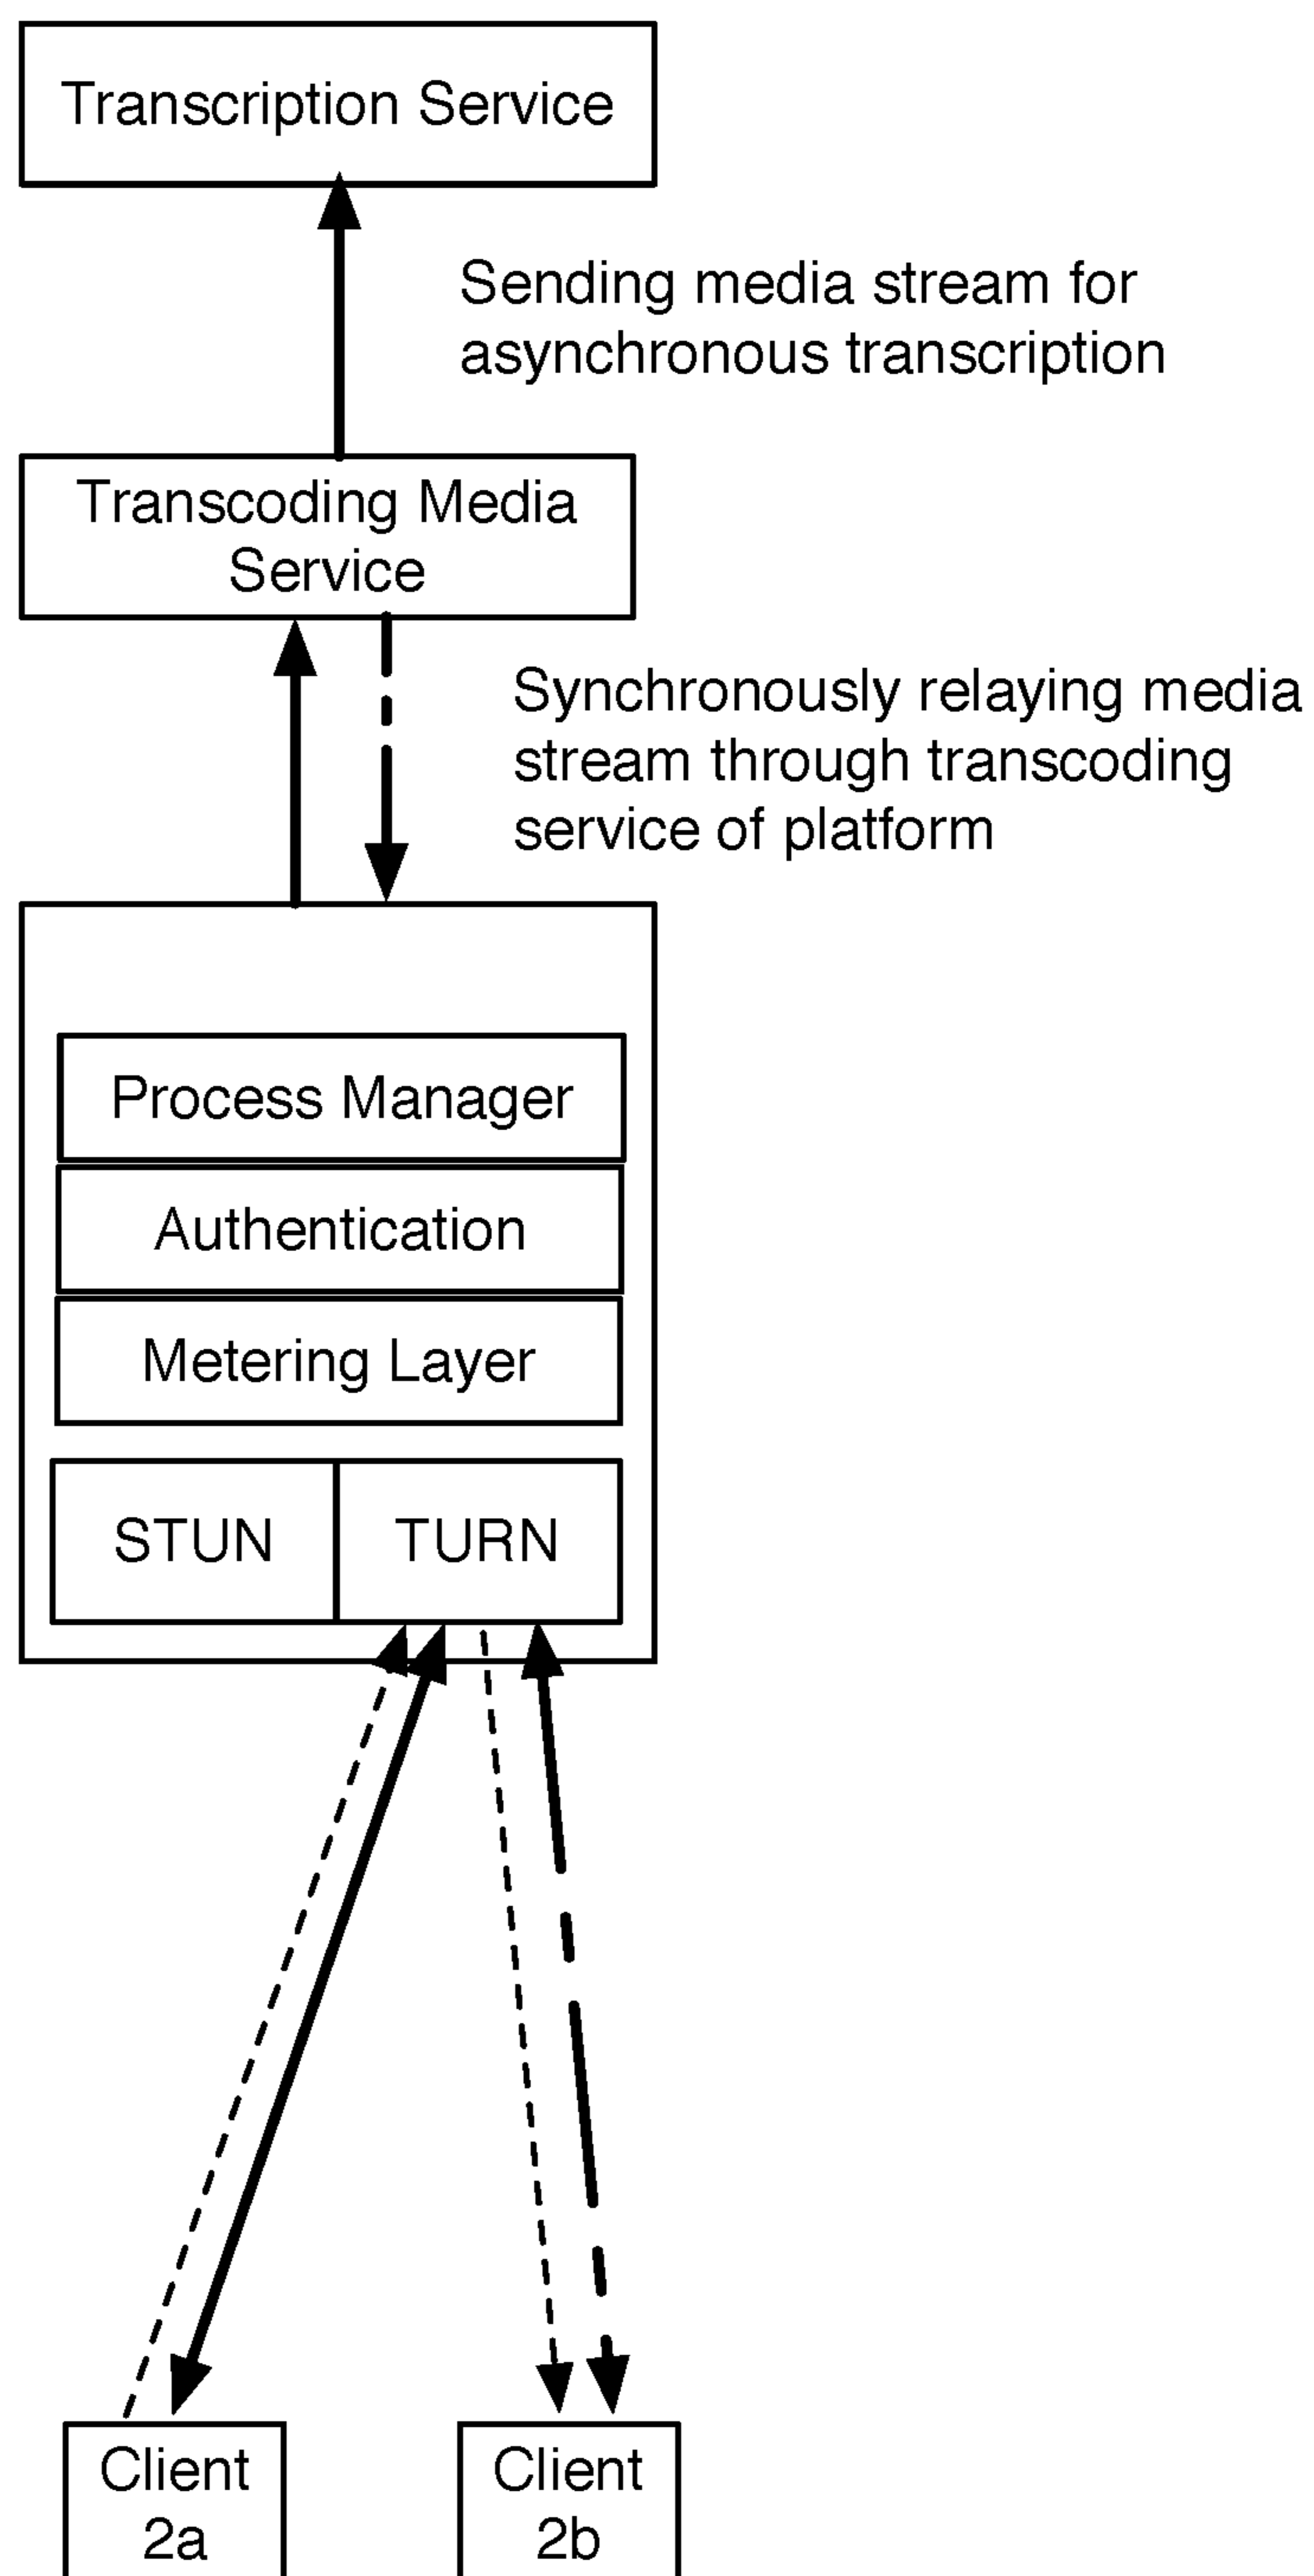 Transcription Service
Sending media stream for
asynchronous transcription
Transcoding Media
Service
Synchronously relaying media
stream through transcoding
service of platform
Process Manager
Authentication
Metering Layer
STUN
TURN
Client
2a
Client
2b